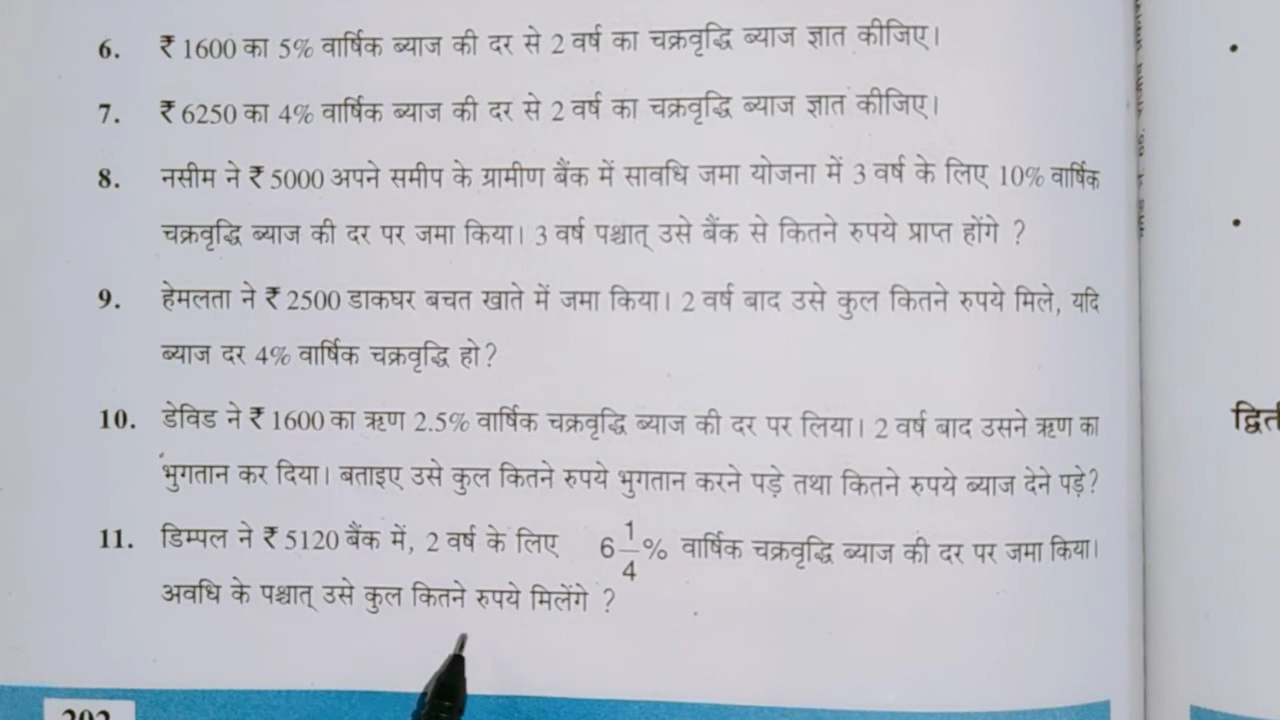 6. ₹ 1600 का 5% वार्षिक ब्याज की दर से 2 वर्ष का चक्रवृद्धि ब्याज ज्ञात कीजिए।
7. ₹ 6250 का 4% वार्षिक ब्याज की दर से 2 वर्ष का चक्रवृद्धि ब्याज ज्ञात कीजिए।
8. नसीम ने ₹ 5000 अपने समीप के ग्रामीण बैंक में सावधि जमा योजना में 3 वर्ष के लिए 10% वार्षिक
चक्रवृद्धि ब्याज की दर पर जमा किया। 3 वर्ष पश्चात् उसे बैंक से कितने रुपये प्राप्त होंगे ?
9. हेमलता ने ₹ 2500 डाकघर बचत खाते में जमा किया। 2 वर्ष बाद उसे कुल कितने रुपये मिले, यदि
ब्याज दर 4% वार्षिक चक्रवृद्धि हो?
10. डेविड ने ₹ 1600 का ऋण 2.5% वार्षिक चक्रवृद्धि ब्याज की दर पर लिया। 2 वर्ष बाद उसने ऋण का
भुगतान कर दिया। बताइए उसे कुल कितने रुपये भुगतान करने पड़े तथा कितने रुपये ब्याज देने पड़े?
11. डिम्पल ने ₹ 5120 बैंक में, 2 वर्ष के लिए 6 1/4 % वार्षिक चक्रवृद्धि ब्याज की दर पर जमा किया।
अवधि के पश्चात् उसे कुल कितने रुपये मिलेंगे ?